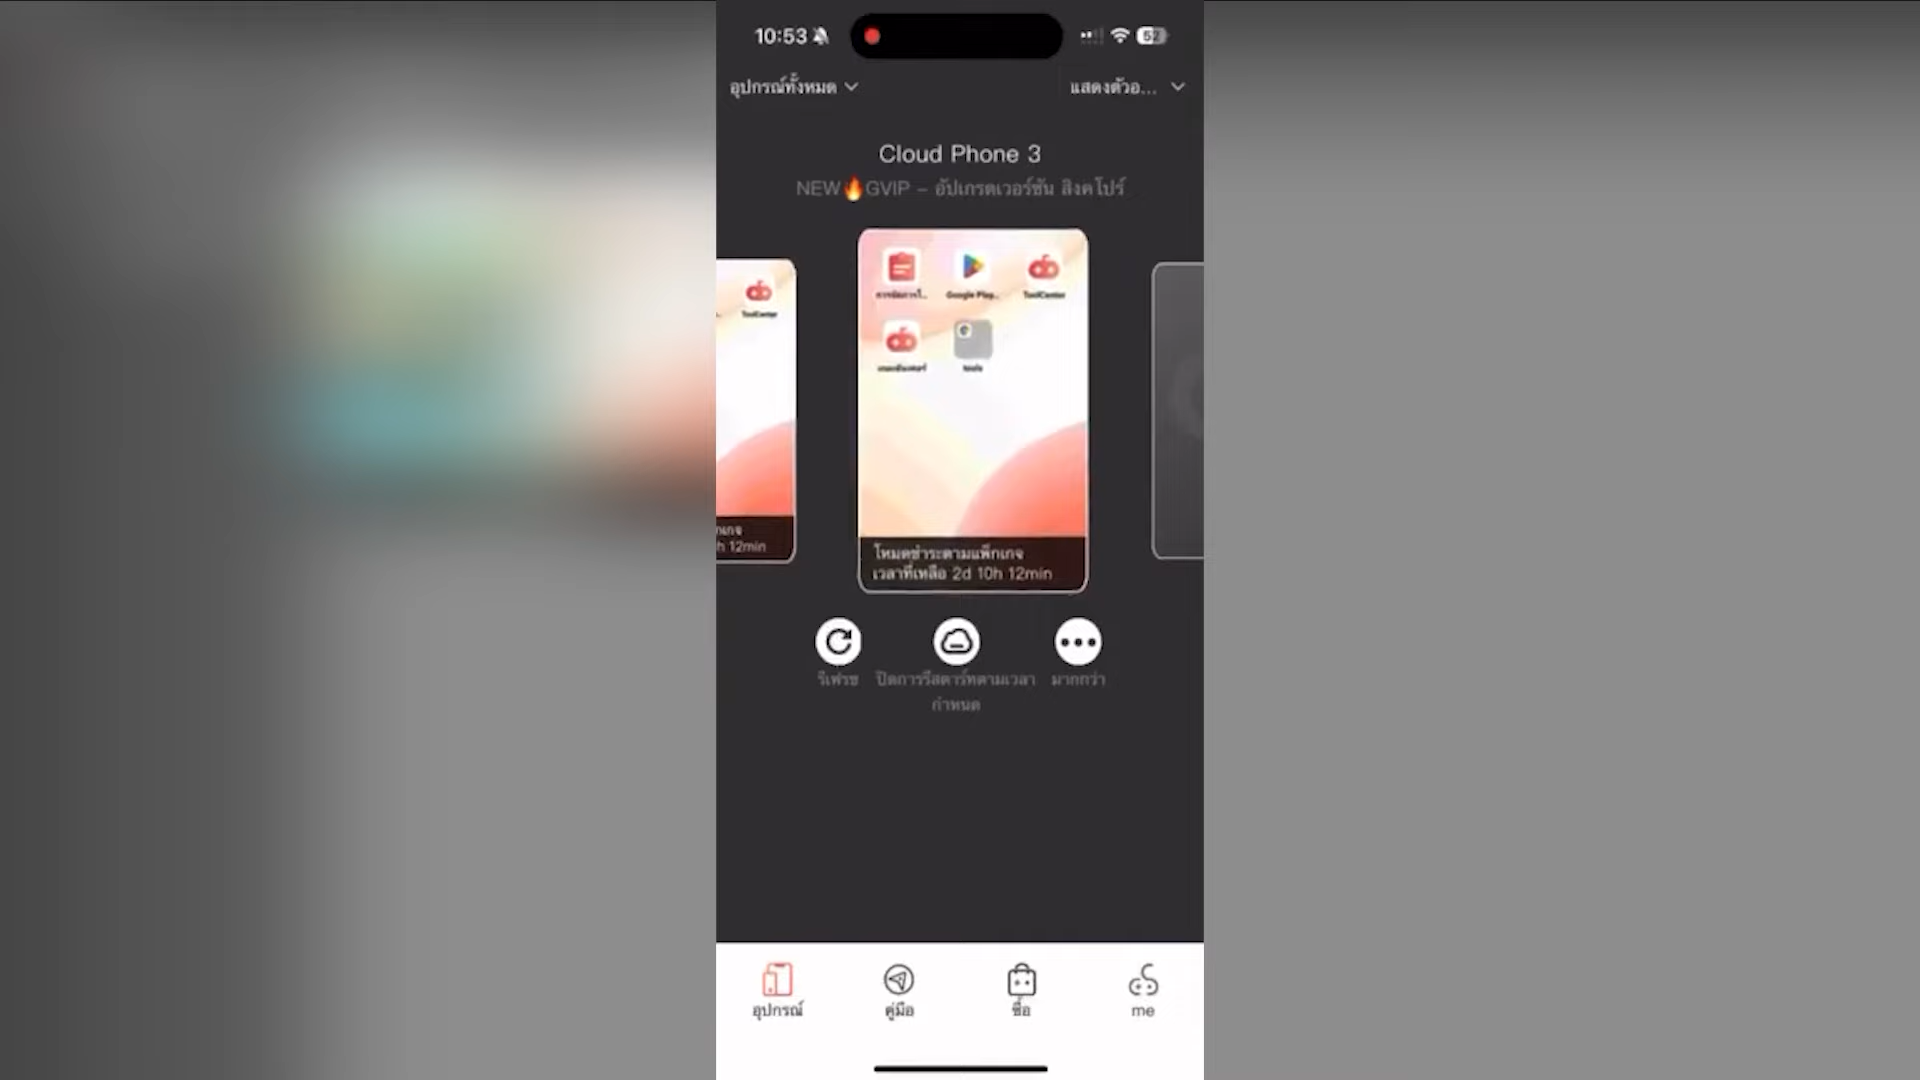 10:53
52
อุปกรณ์ทั้งหมด
แสดงตัวอ...
Cloud Phone 3
NEW🔥GVIP – อัปเกรดเวอร์ชัน สิงคโปร์
Google Play...
ToolCenter
ToolCenter
tools
h 12min
โหมดชำระตามแพ็กเกจ
เวลาที่เหลือ 2d 10h 12min
รีเฟรช
ปิดการรีสตาร์ทตามเวลา
กำหนด
มากกว่า
อุปกรณ์
คู่มือ
ซื้อ
me